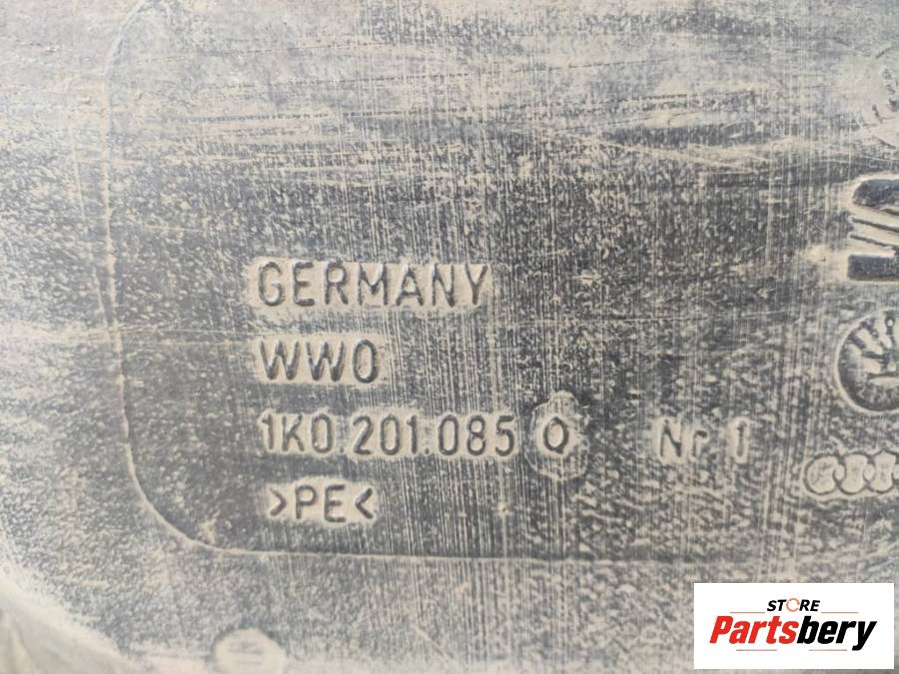 GERMANY
WWO
1K0.201.085 Q Nr 1
>PE<
STORE
Partsbery